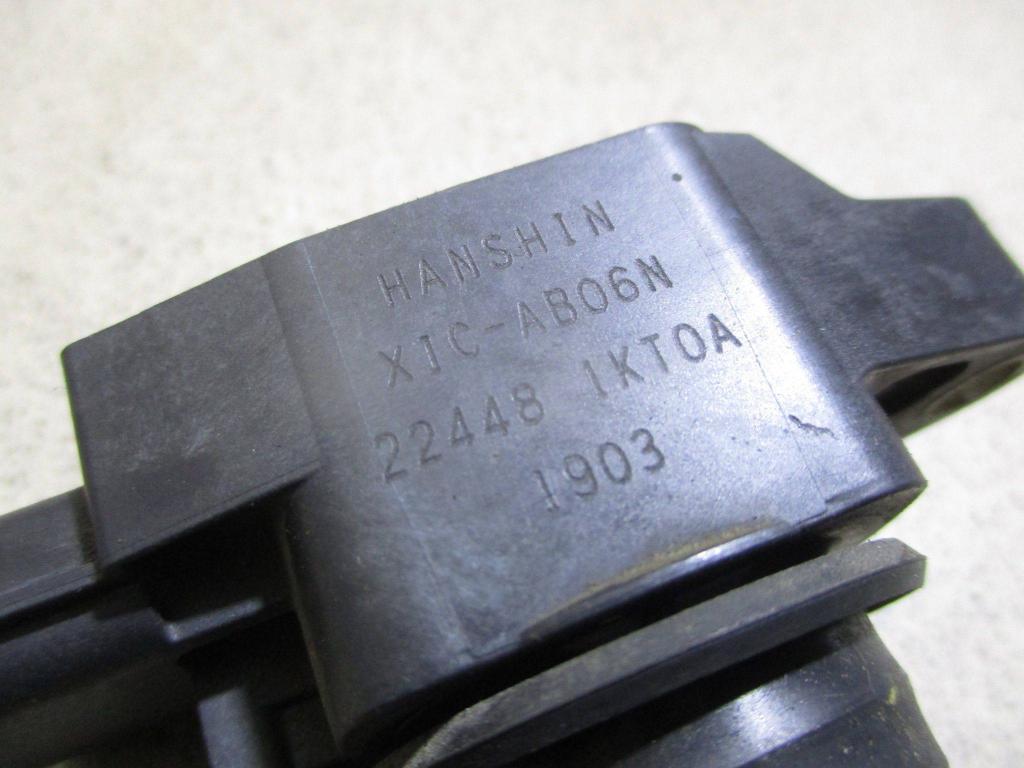 HANSHIN
XIC-AB06N
22448 1KT0A
1903